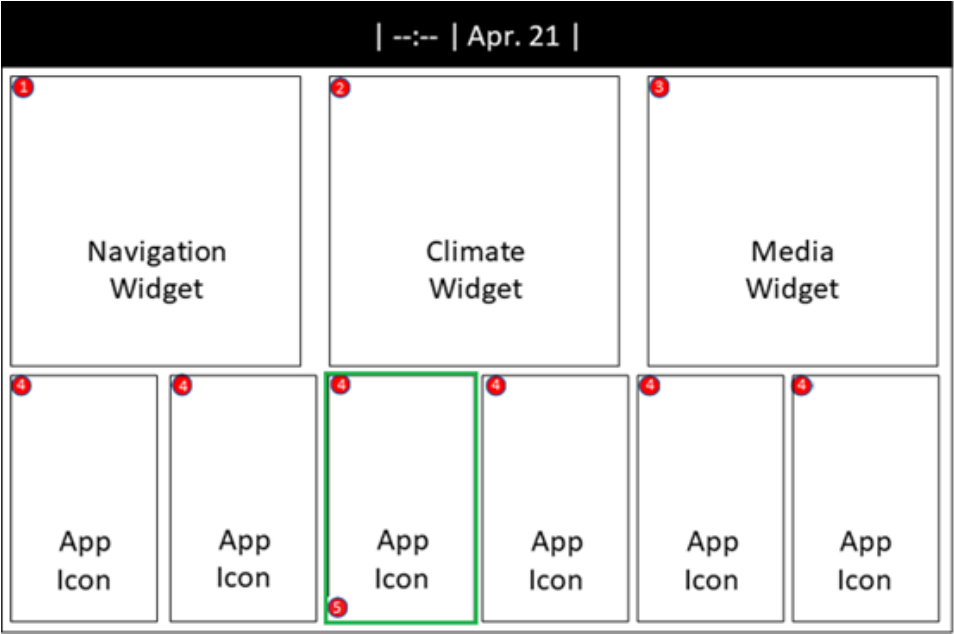 | --:-- | Apr. 21 |
1
2
3
Navigation
Widget
Climate
Widget
Media
Widget
4
4
4
4
4
4
App
Icon
App
Icon
App
Icon
App
Icon
App
Icon
App
Icon
5